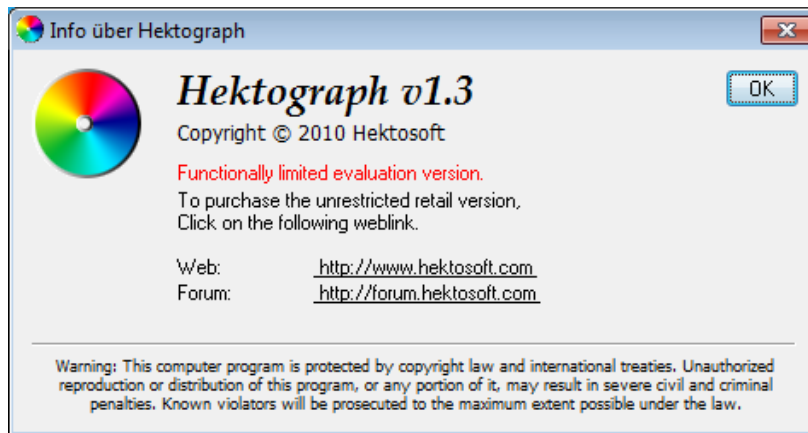 Info über Hektograph
Hektograph v1.3
OK
Copyright © 2010 Hektosoft
Functionally limited evaluation version.
To purchase the unrestricted retail version,
Click on the following weblink.
Web: http://www.hektosoft.com
Forum: http://forum.hektosoft.com
Warning: This computer program is protected by copyright law and international treaties. Unauthorized
reproduction or distribution of this program, or any portion of it, may result in severe civil and criminal
penalties. Known violators will be prosecuted to the maximum extent possible under the law.